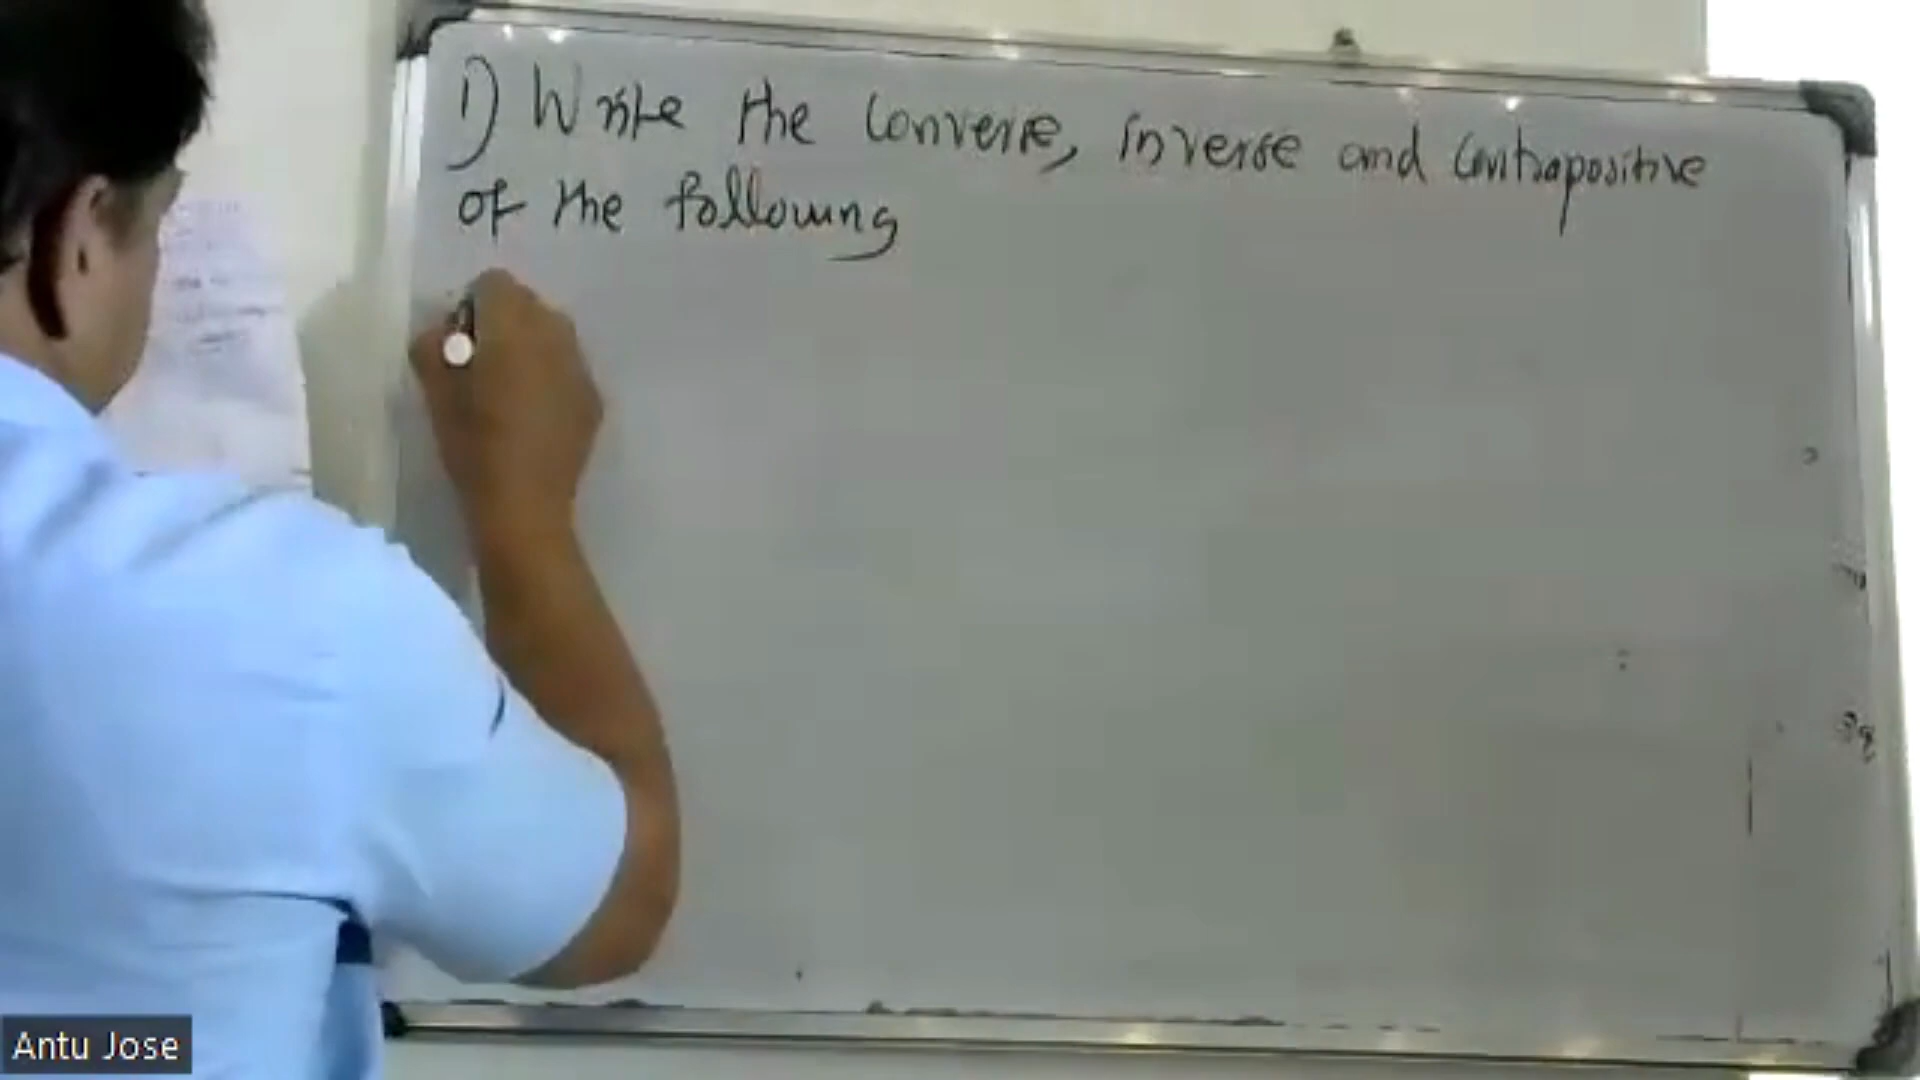 1) Write the converse, inverse and contrapositive
of the following
Antu Jose